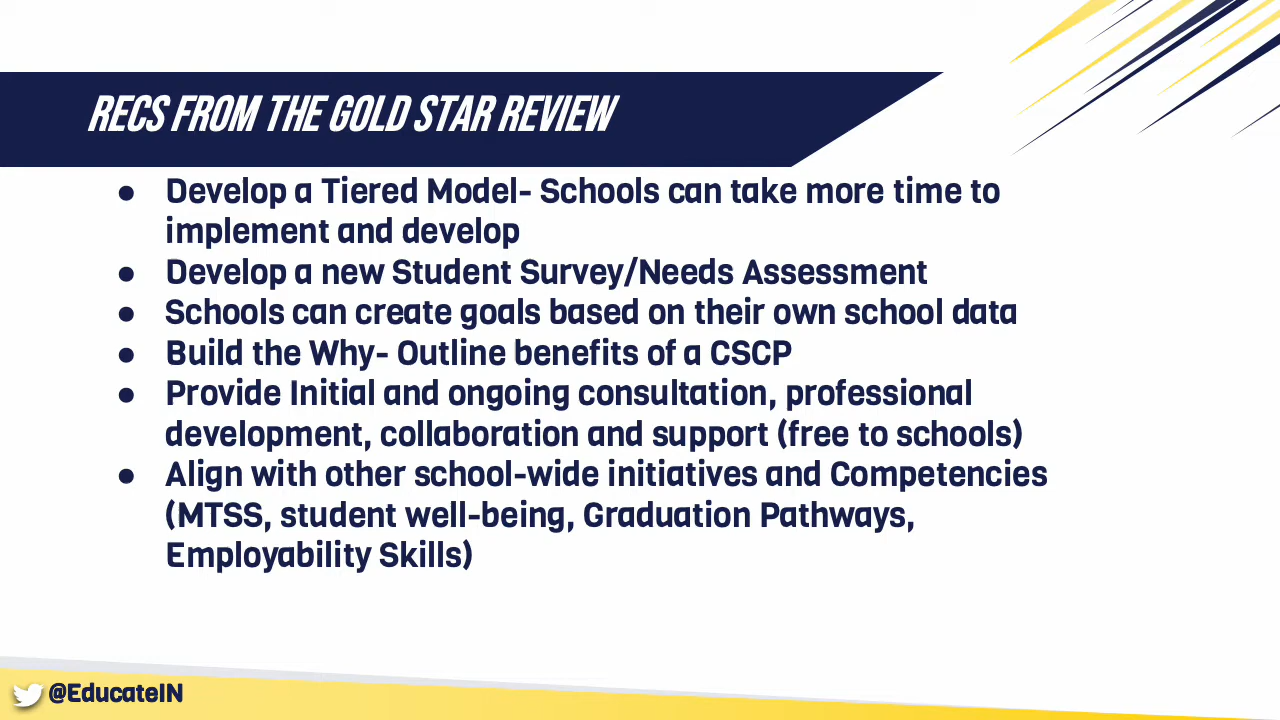 RECS FROM THE GOLD STAR REVIEW
● Develop a Tiered Model- Schools can take more time to
implement and develop
● Develop a new Student Survey/Needs Assessment
● Schools can create goals based on their own school data
● Build the Why- Outline benefits of a CSCP
● Provide Initial and ongoing consultation, professional
development, collaboration and support (free to schools)
● Align with other school-wide initiatives and Competencies
(MTSS, student well-being, Graduation Pathways,
Employability Skills)
@EducateIN